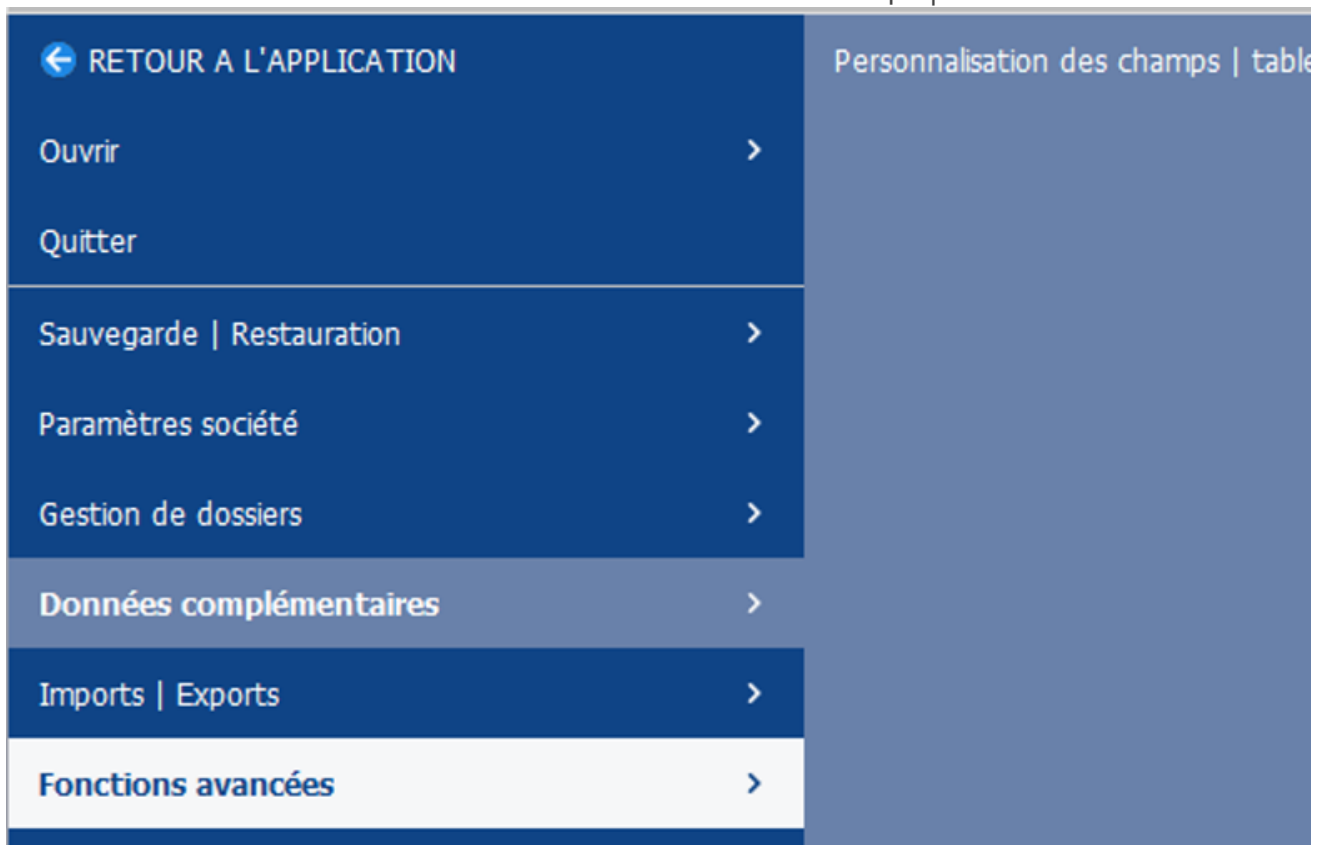 RETOUR A L'APPLICATION
Personnalisation des champs | table
Ouvrir
Quitter
Sauvegarde | Restauration
Paramètres société
Gestion de dossiers
Données complémentaires
Imports | Exports
Fonctions avancées